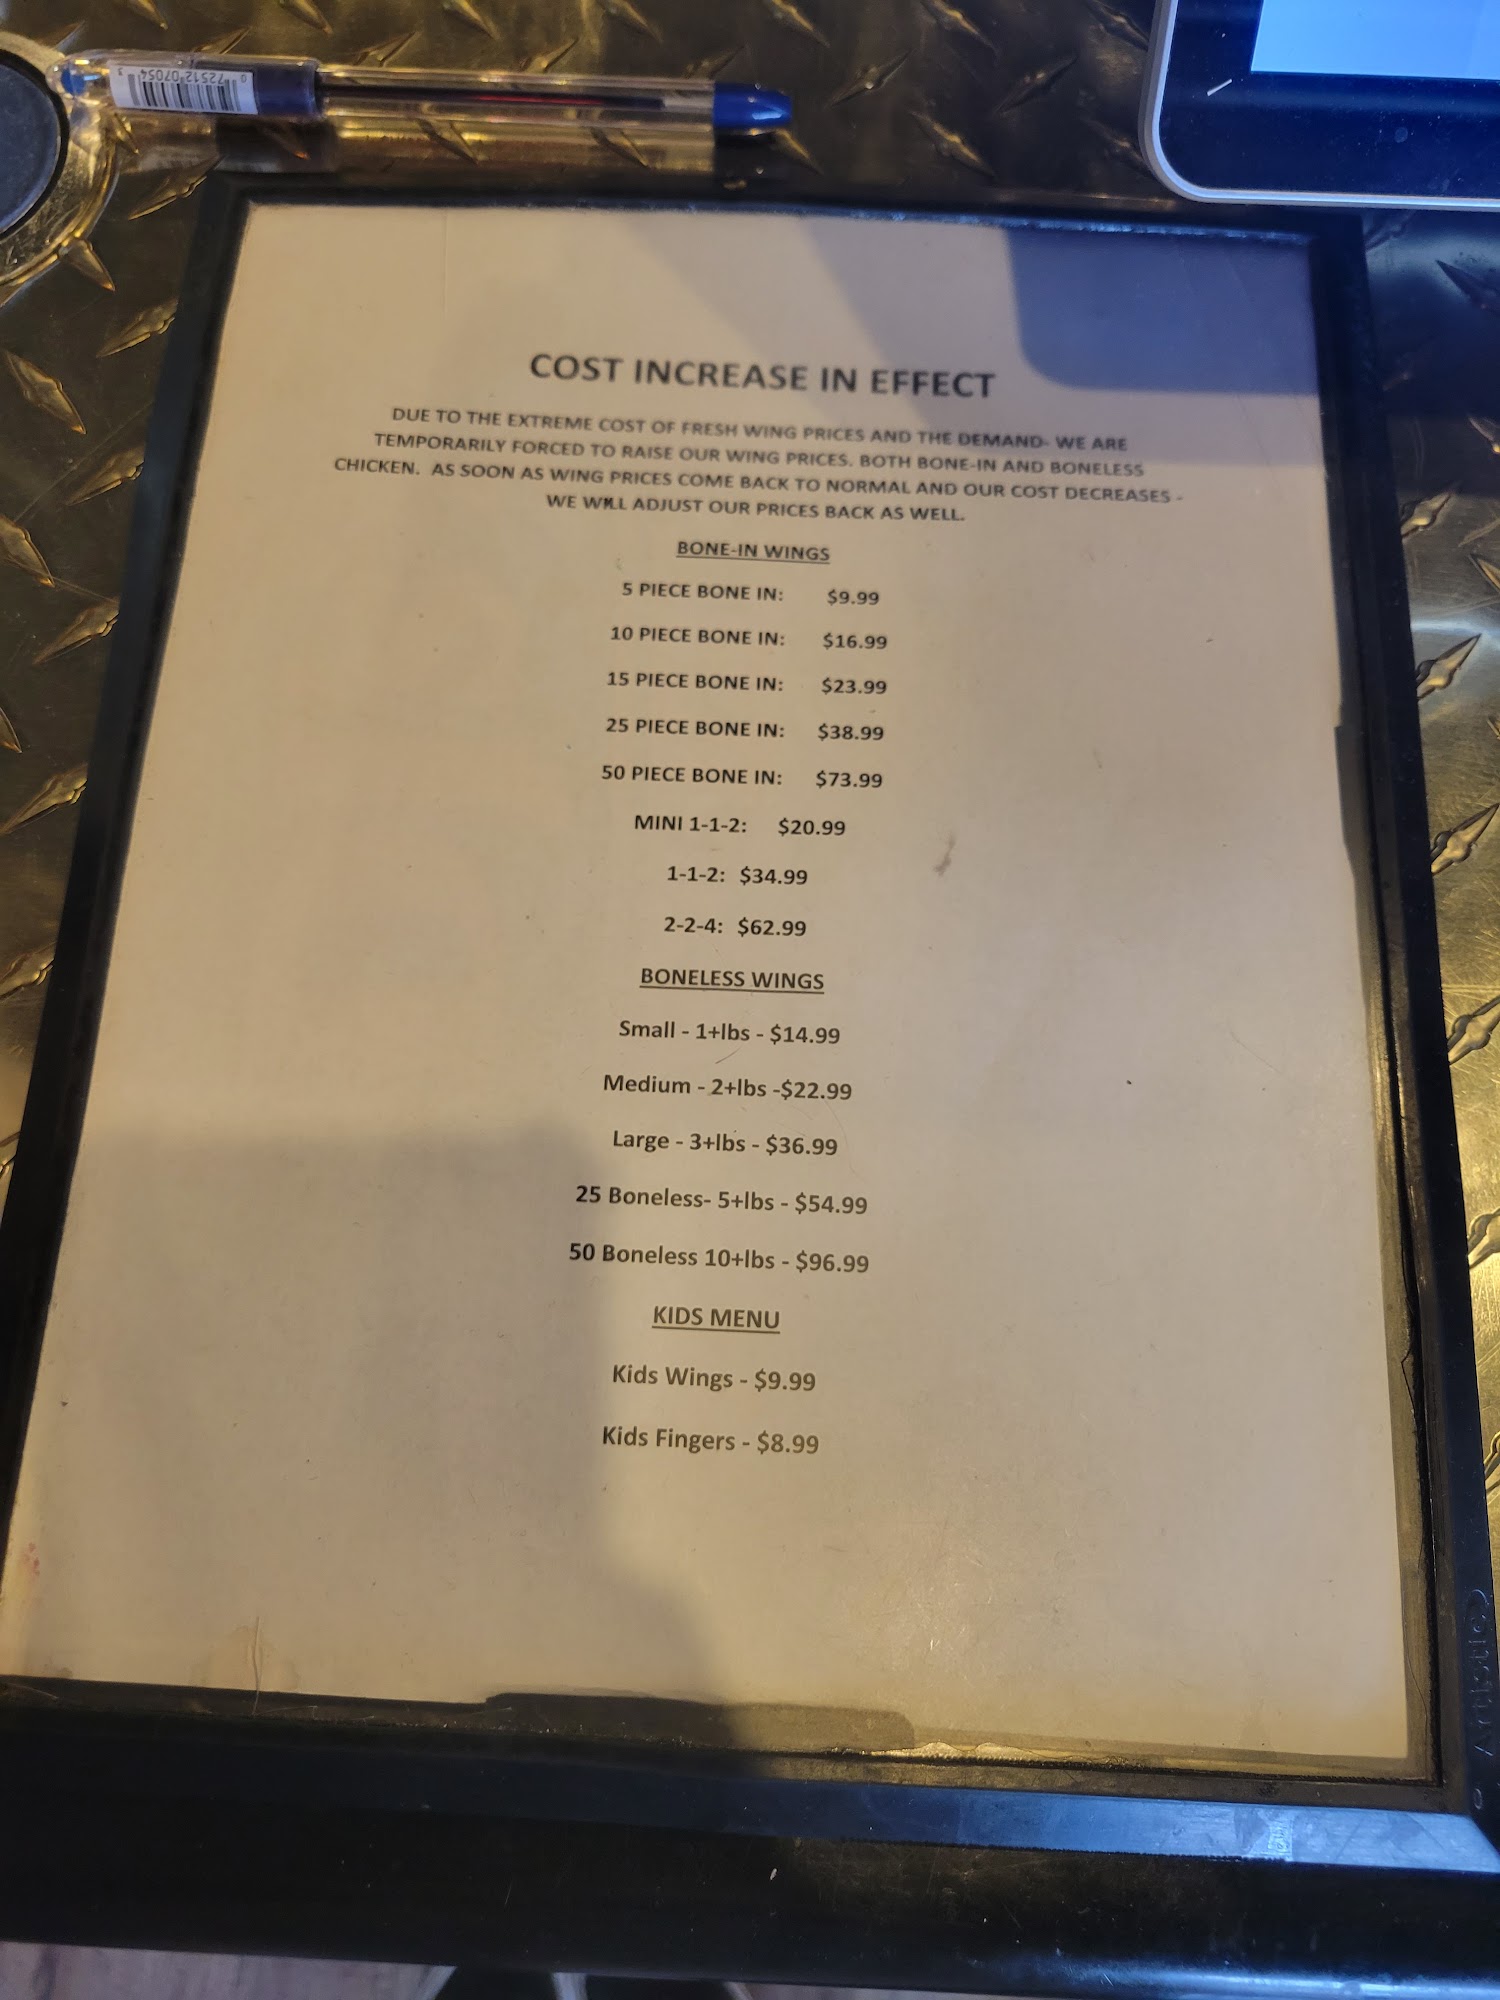 72512 07054
COST INCREASE IN EFFECT
DUE TO THE EXTREME COST OF FRESH WING PRICES AND THE DEMAND- WE ARE
TEMPORARILY FORCED TO RAISE OUR WING PRICES. BOTH BONE-IN AND BONELESS
CHICKEN. AS SOON AS WING PRICES COME BACK TO NORMAL AND OUR COST DECREASES -
WE WILL ADJUST OUR PRICES BACK AS WELL.
BONE-IN WINGS
5 PIECE BONE IN: $9.99
10 PIECE BONE IN: $16.99
15 PIECE BONE IN: $23.99
25 PIECE BONE IN: $38.99
50 PIECE BONE IN: $73.99
MINI 1-1-2: $20.99
1-1-2: $34.99
2-2-4: $62.99
BONELESS WINGS
Small - 1+lbs - $14.99
Medium - 2+lbs -$22.99
Large - 3+lbs - $36.99
25 Boneless- 5+lbs - $54.99
50 Boneless 10+lbs - $96.99
KIDS MENU
Kids Wings - $9.99
Kids Fingers - $8.99